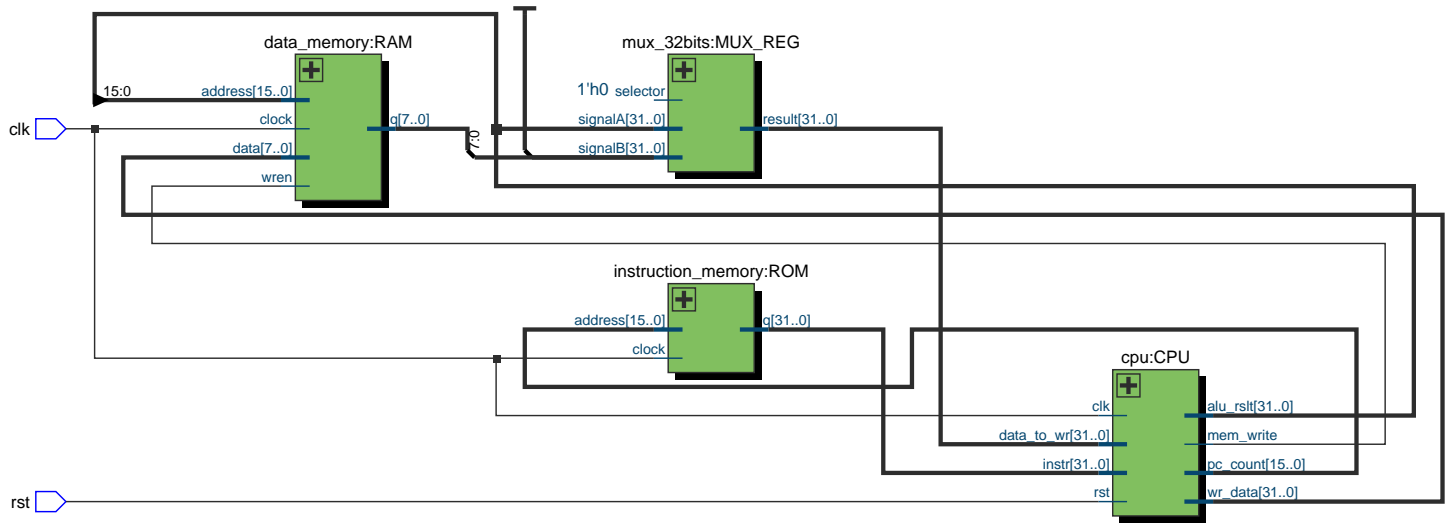 data_memory:RAM
15:0
address[15..0]
clock
data[7..0]
wren
q[7..0]
7:0
clk
mux_32bits:MUX_REG
1'h0
selector
signalA[31..0]
signalB[31..0]
result[31..0]
instruction_memory:ROM
address[15..0]
clock
q[31..0]
cpu:CPU
clk
data_to_wr[31..0]
instr[31..0]
rst
alu_rslt[31..0]
mem_write
pc_count[15..0]
wr_data[31..0]
rst